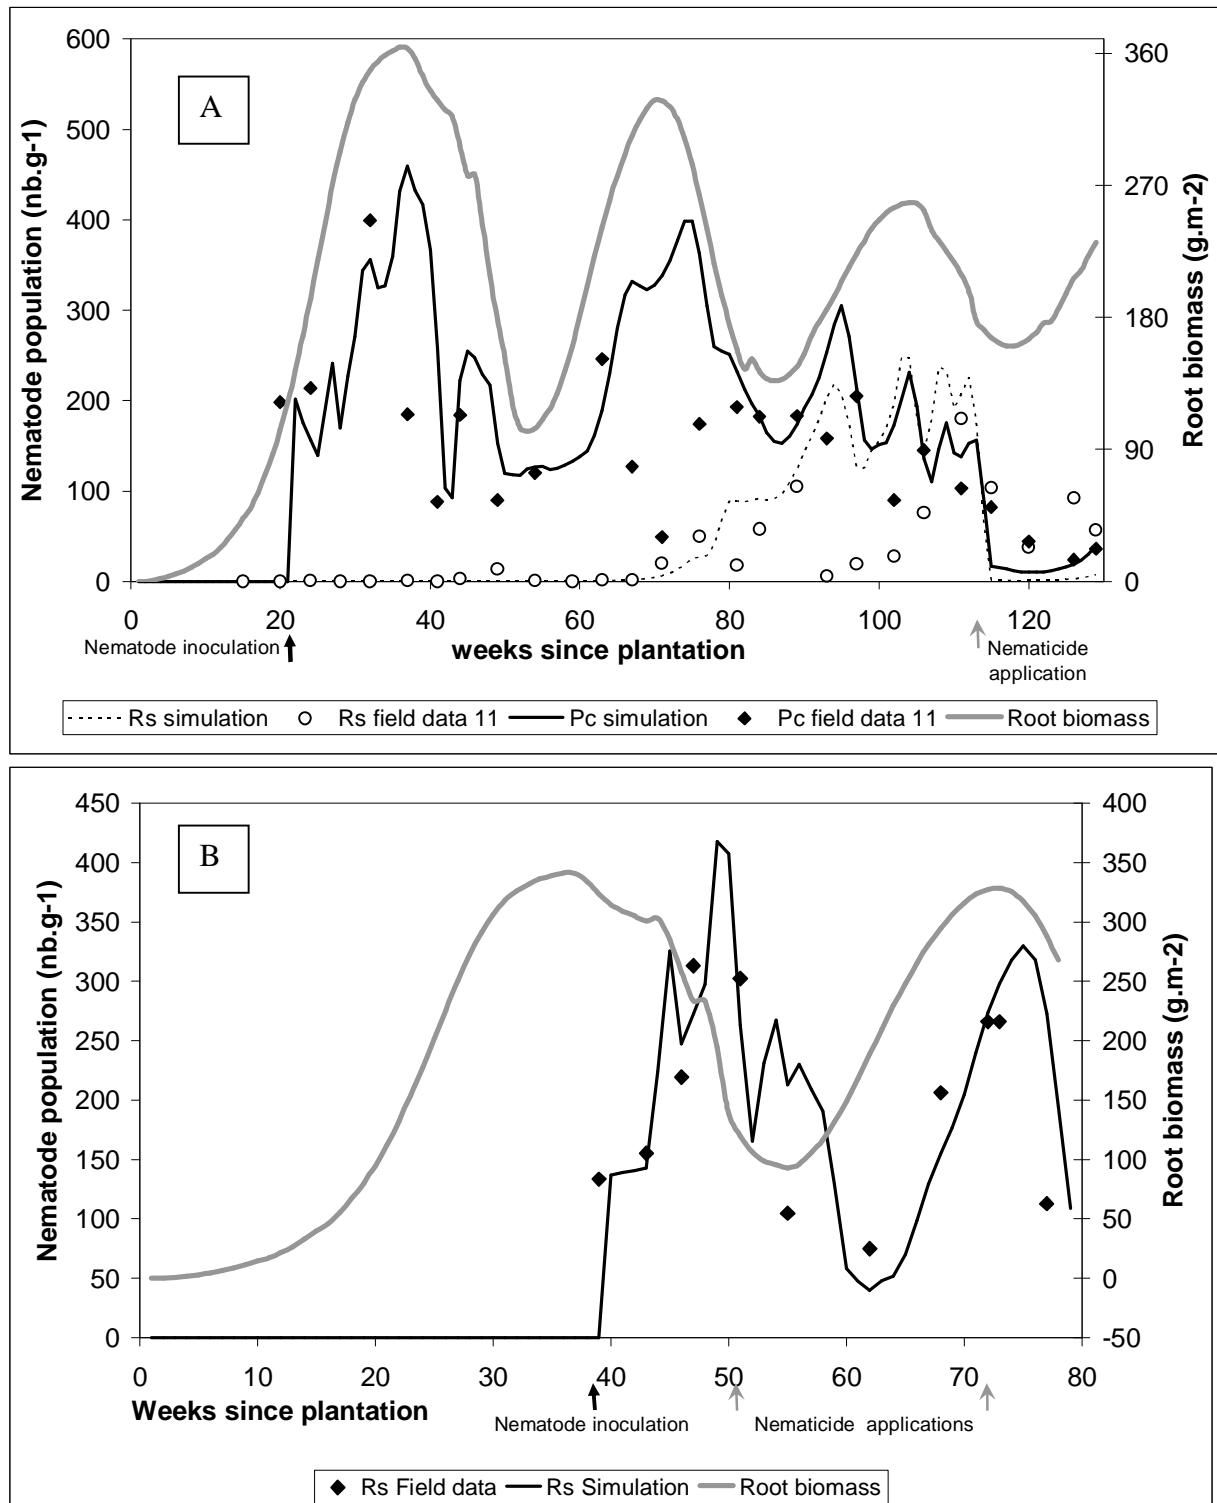 A
Nematode population (nb.g-1)
600
500
400
300
200
100
0
360
270
180
90
0
Root biomass (g.m-2)
0 20 40 60 80 100 120
Nematode inoculation
weeks since plantation
Nematicide
application
Rs simulation Rs field data 11 Pc simulation Pc field data 11 Root biomass
B
Nematode population (nb.g-1)
450
400
350
300
250
200
150
100
50
0
400
350
300
250
200
150
100
50
0
-50
Root biomass (g.m-2)
0 10 20 30 40 50 60 70 80
Weeks since plantation
Nematode inoculation
Nematicide applications
Rs Field data Rs Simulation Root biomass